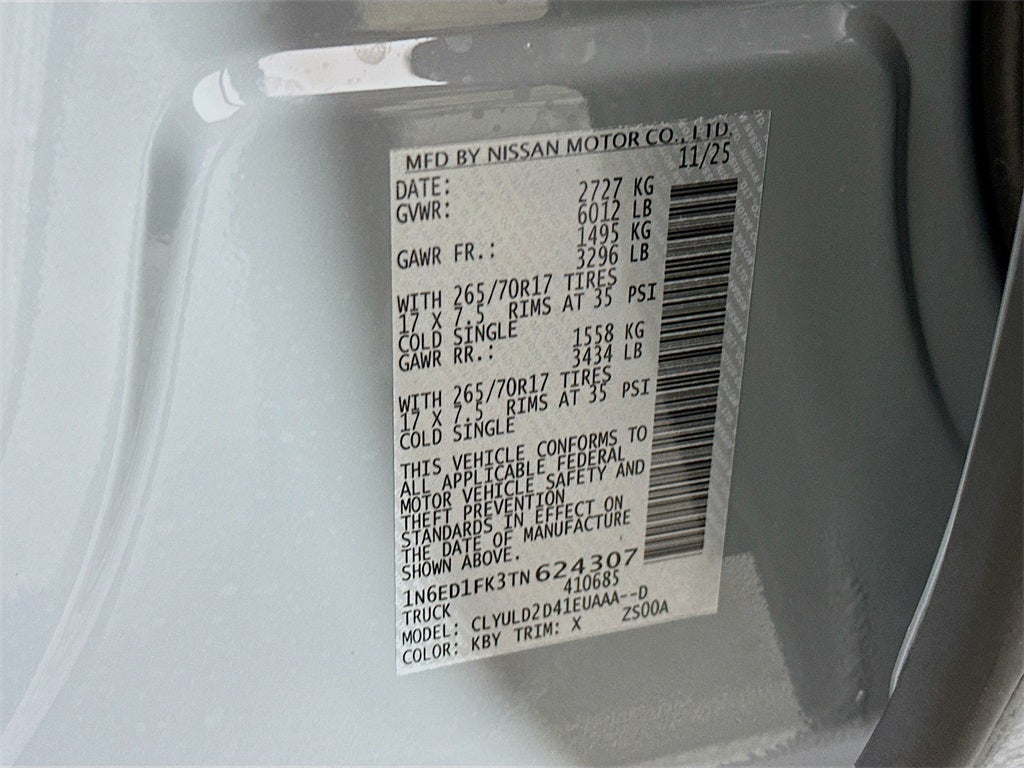 MFD BY NISSAN MOTOR CO., LTD.
DATE: 11/25
GVWR: 2727 KG
6012 LB
GAWR FR.: 1495 KG
3296 LB
WITH 265/70R17 TIRES
17 X 7.5 RIMS AT 35 PSI
COLD SINGLE
GAWR RR.: 1558 KG
3434 LB
WITH 265/70R17 TIRES
17 X 7.5 RIMS AT 35 PSI
COLD SINGLE
THIS VEHICLE CONFORMS TO
ALL APPLICABLE FEDERAL
MOTOR VEHICLE SAFETY AND
THEFT PREVENTION
STANDARDS IN EFFECT ON
THE DATE OF MANUFACTURE
SHOWN ABOVE.
1N6ED1FK3TN624307
TRUCK 410685
MODEL: CLYULD2D41EUAAA--D
COLOR: KBY TRIM: X ZS00A